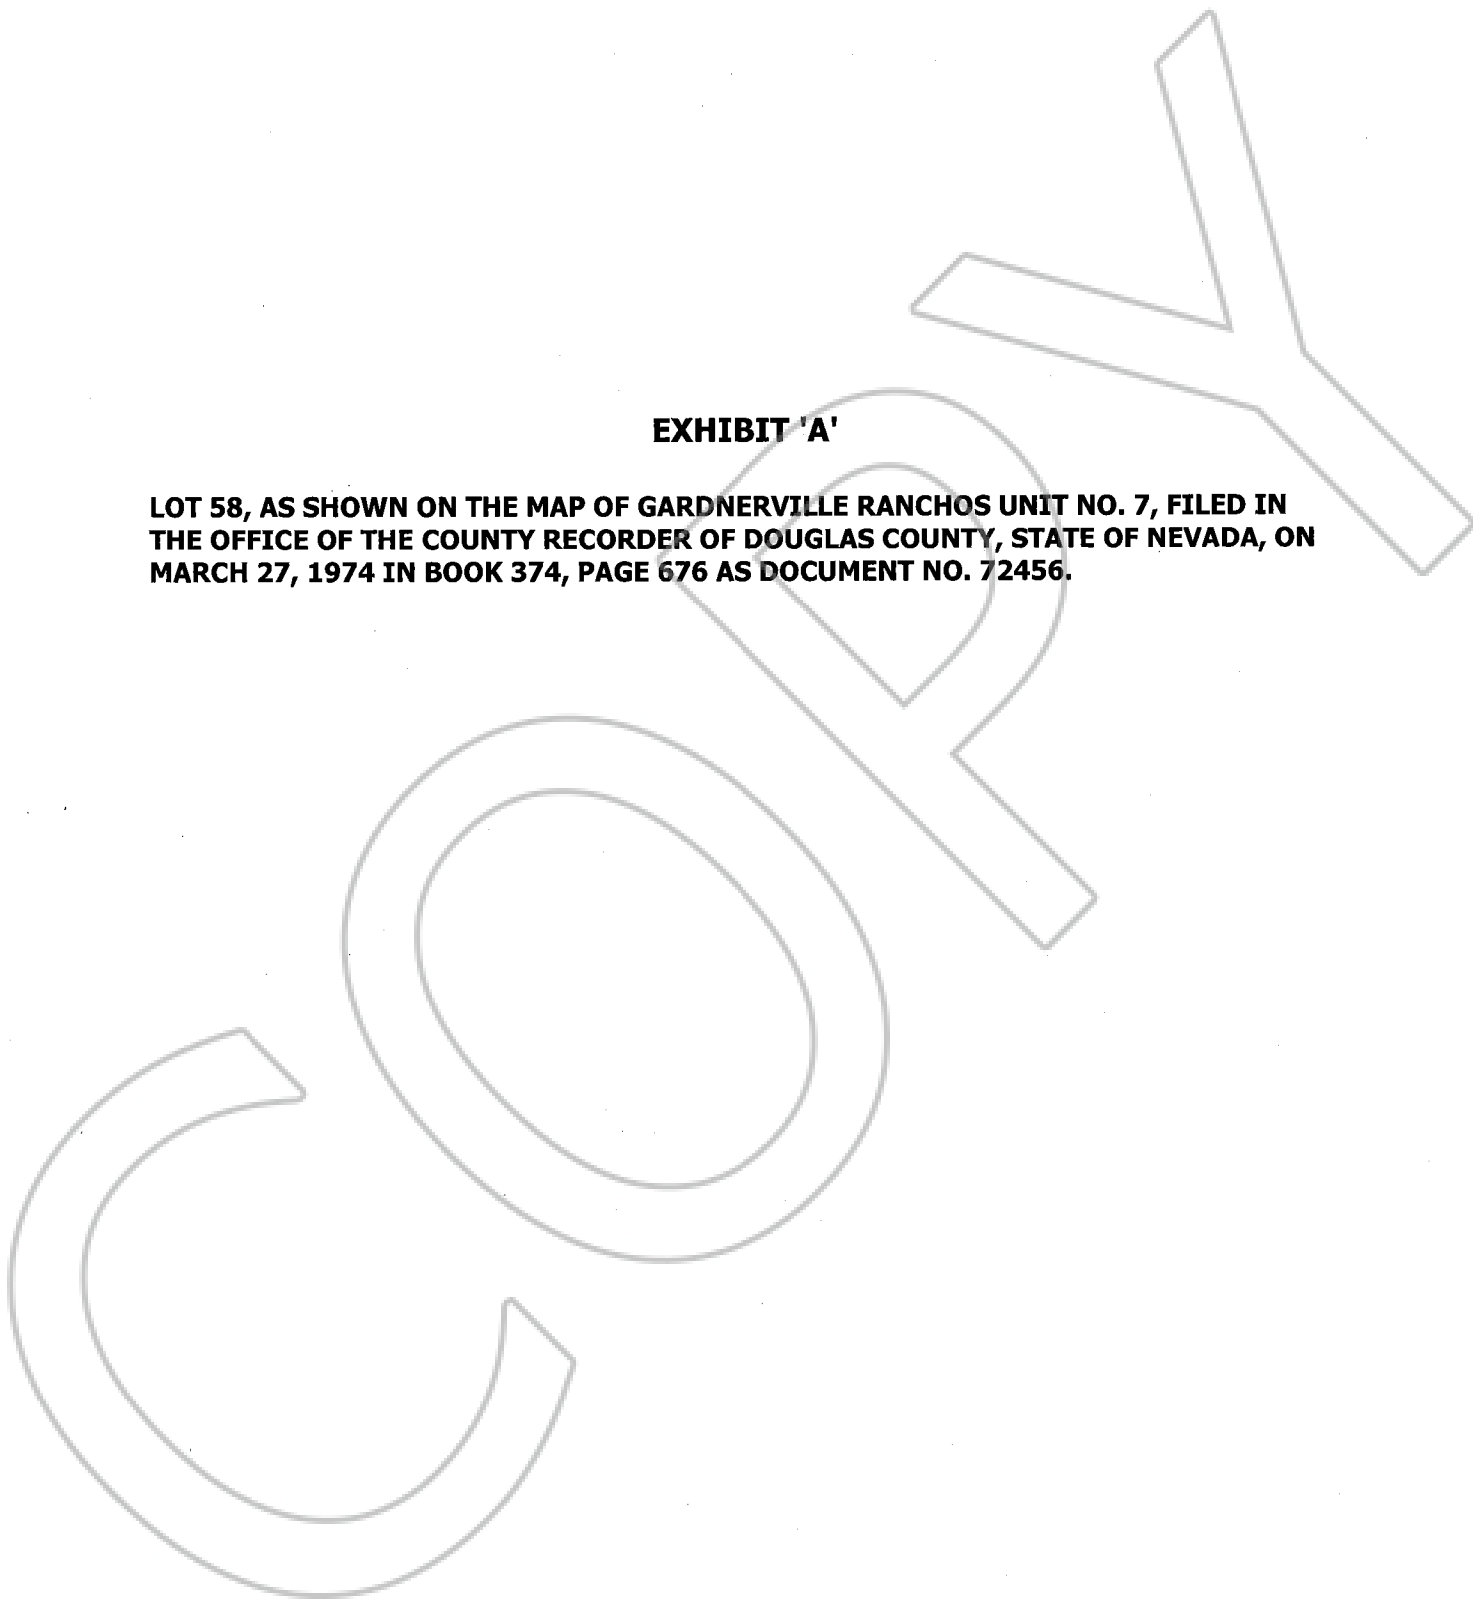 EXHIBIT 'A'
LOT 58, AS SHOWN ON THE MAP OF GARDNERVILLE RANCHOS UNIT NO. 7, FILED IN
THE OFFICE OF THE COUNTY RECORDER OF DOUGLAS COUNTY, STATE OF NEVADA, ON
MARCH 27, 1974 IN BOOK 374, PAGE 676 AS DOCUMENT NO. 72456.
COPY